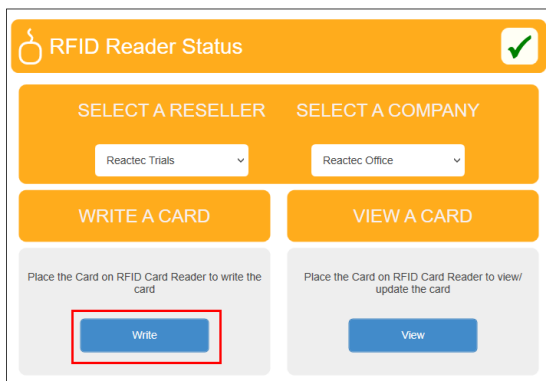 RFID Reader Status
SELECT A RESELLER
SELECT A COMPANY
Reactec Trials
Reactec Office
WRITE A CARD
VIEW A CARD
Place the Card on RFID Card Reader to write the
card
Place the Card on RFID Card Reader to view/
update the card
Write
View